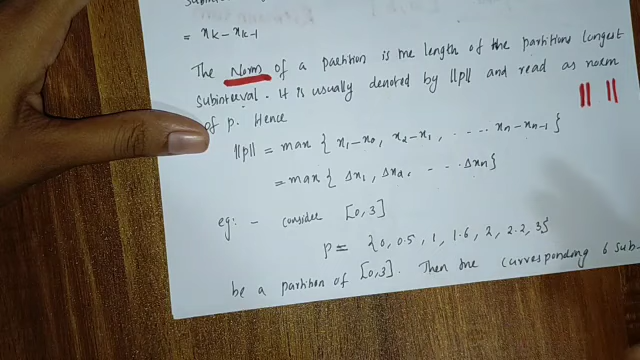 = xk - xk-1
The Norm of a partition is the length of the partitions longest
subinterval. It is usually denoted by ||p|| and read as norm
of p. Hence
|| ||
||p|| = max { x1-x0, x2-x1, ...... xn-xn-1 }
= max { Δx1, Δx2, ..... Δxn }
eg: - consider [0,3]
p = {0, 0.5, 1, 1.6, 2, 2.2, 3}
be a partition of [0,3]. Then the corresponding 6 sub-